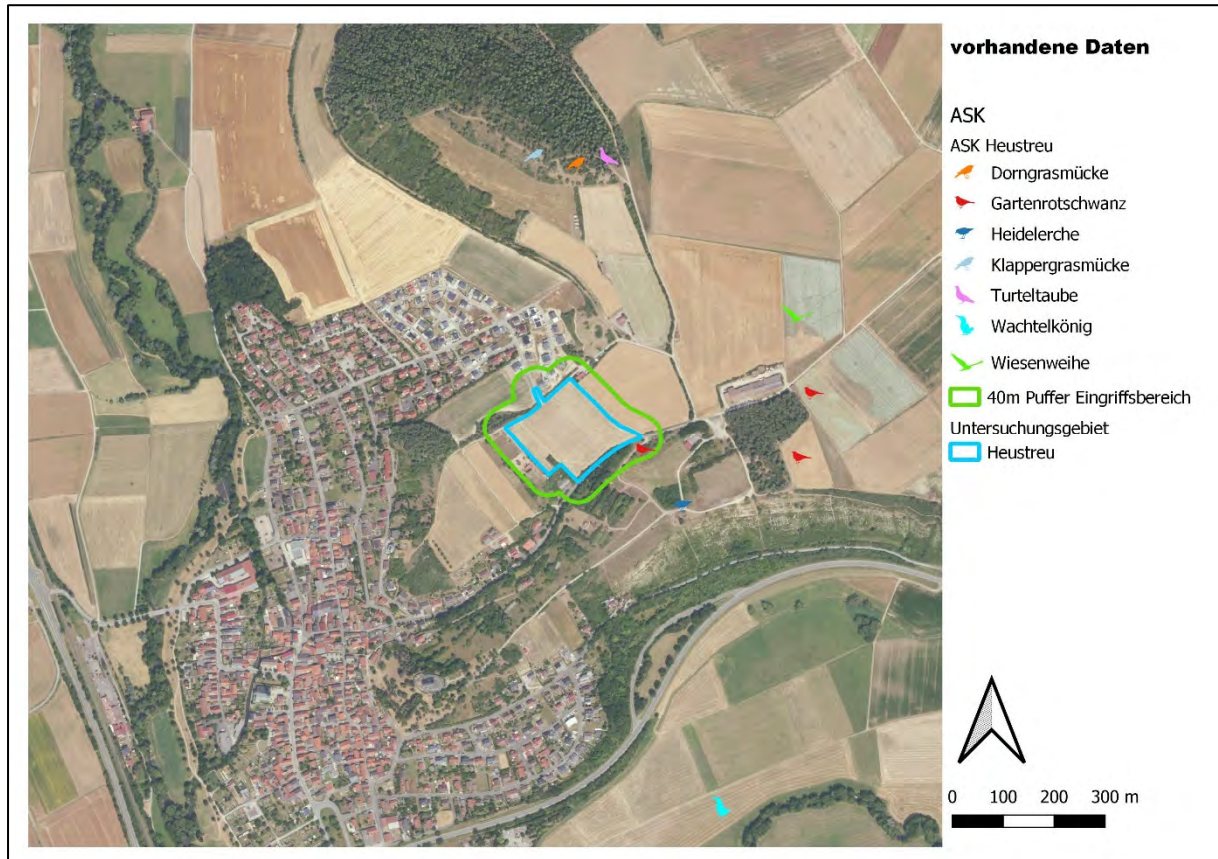 vorhandene Daten
ASK
ASK Heustreu
Dorngrasmücke
Gartenrotschwanz
Heidelerche
Klappergrasmücke
Turteltaube
Wachtelkönig
Wiesenweihe
40m Puffer Eingriffsbereich
Untersuchungsgebiet
Heustreu
0 100 200 300 m